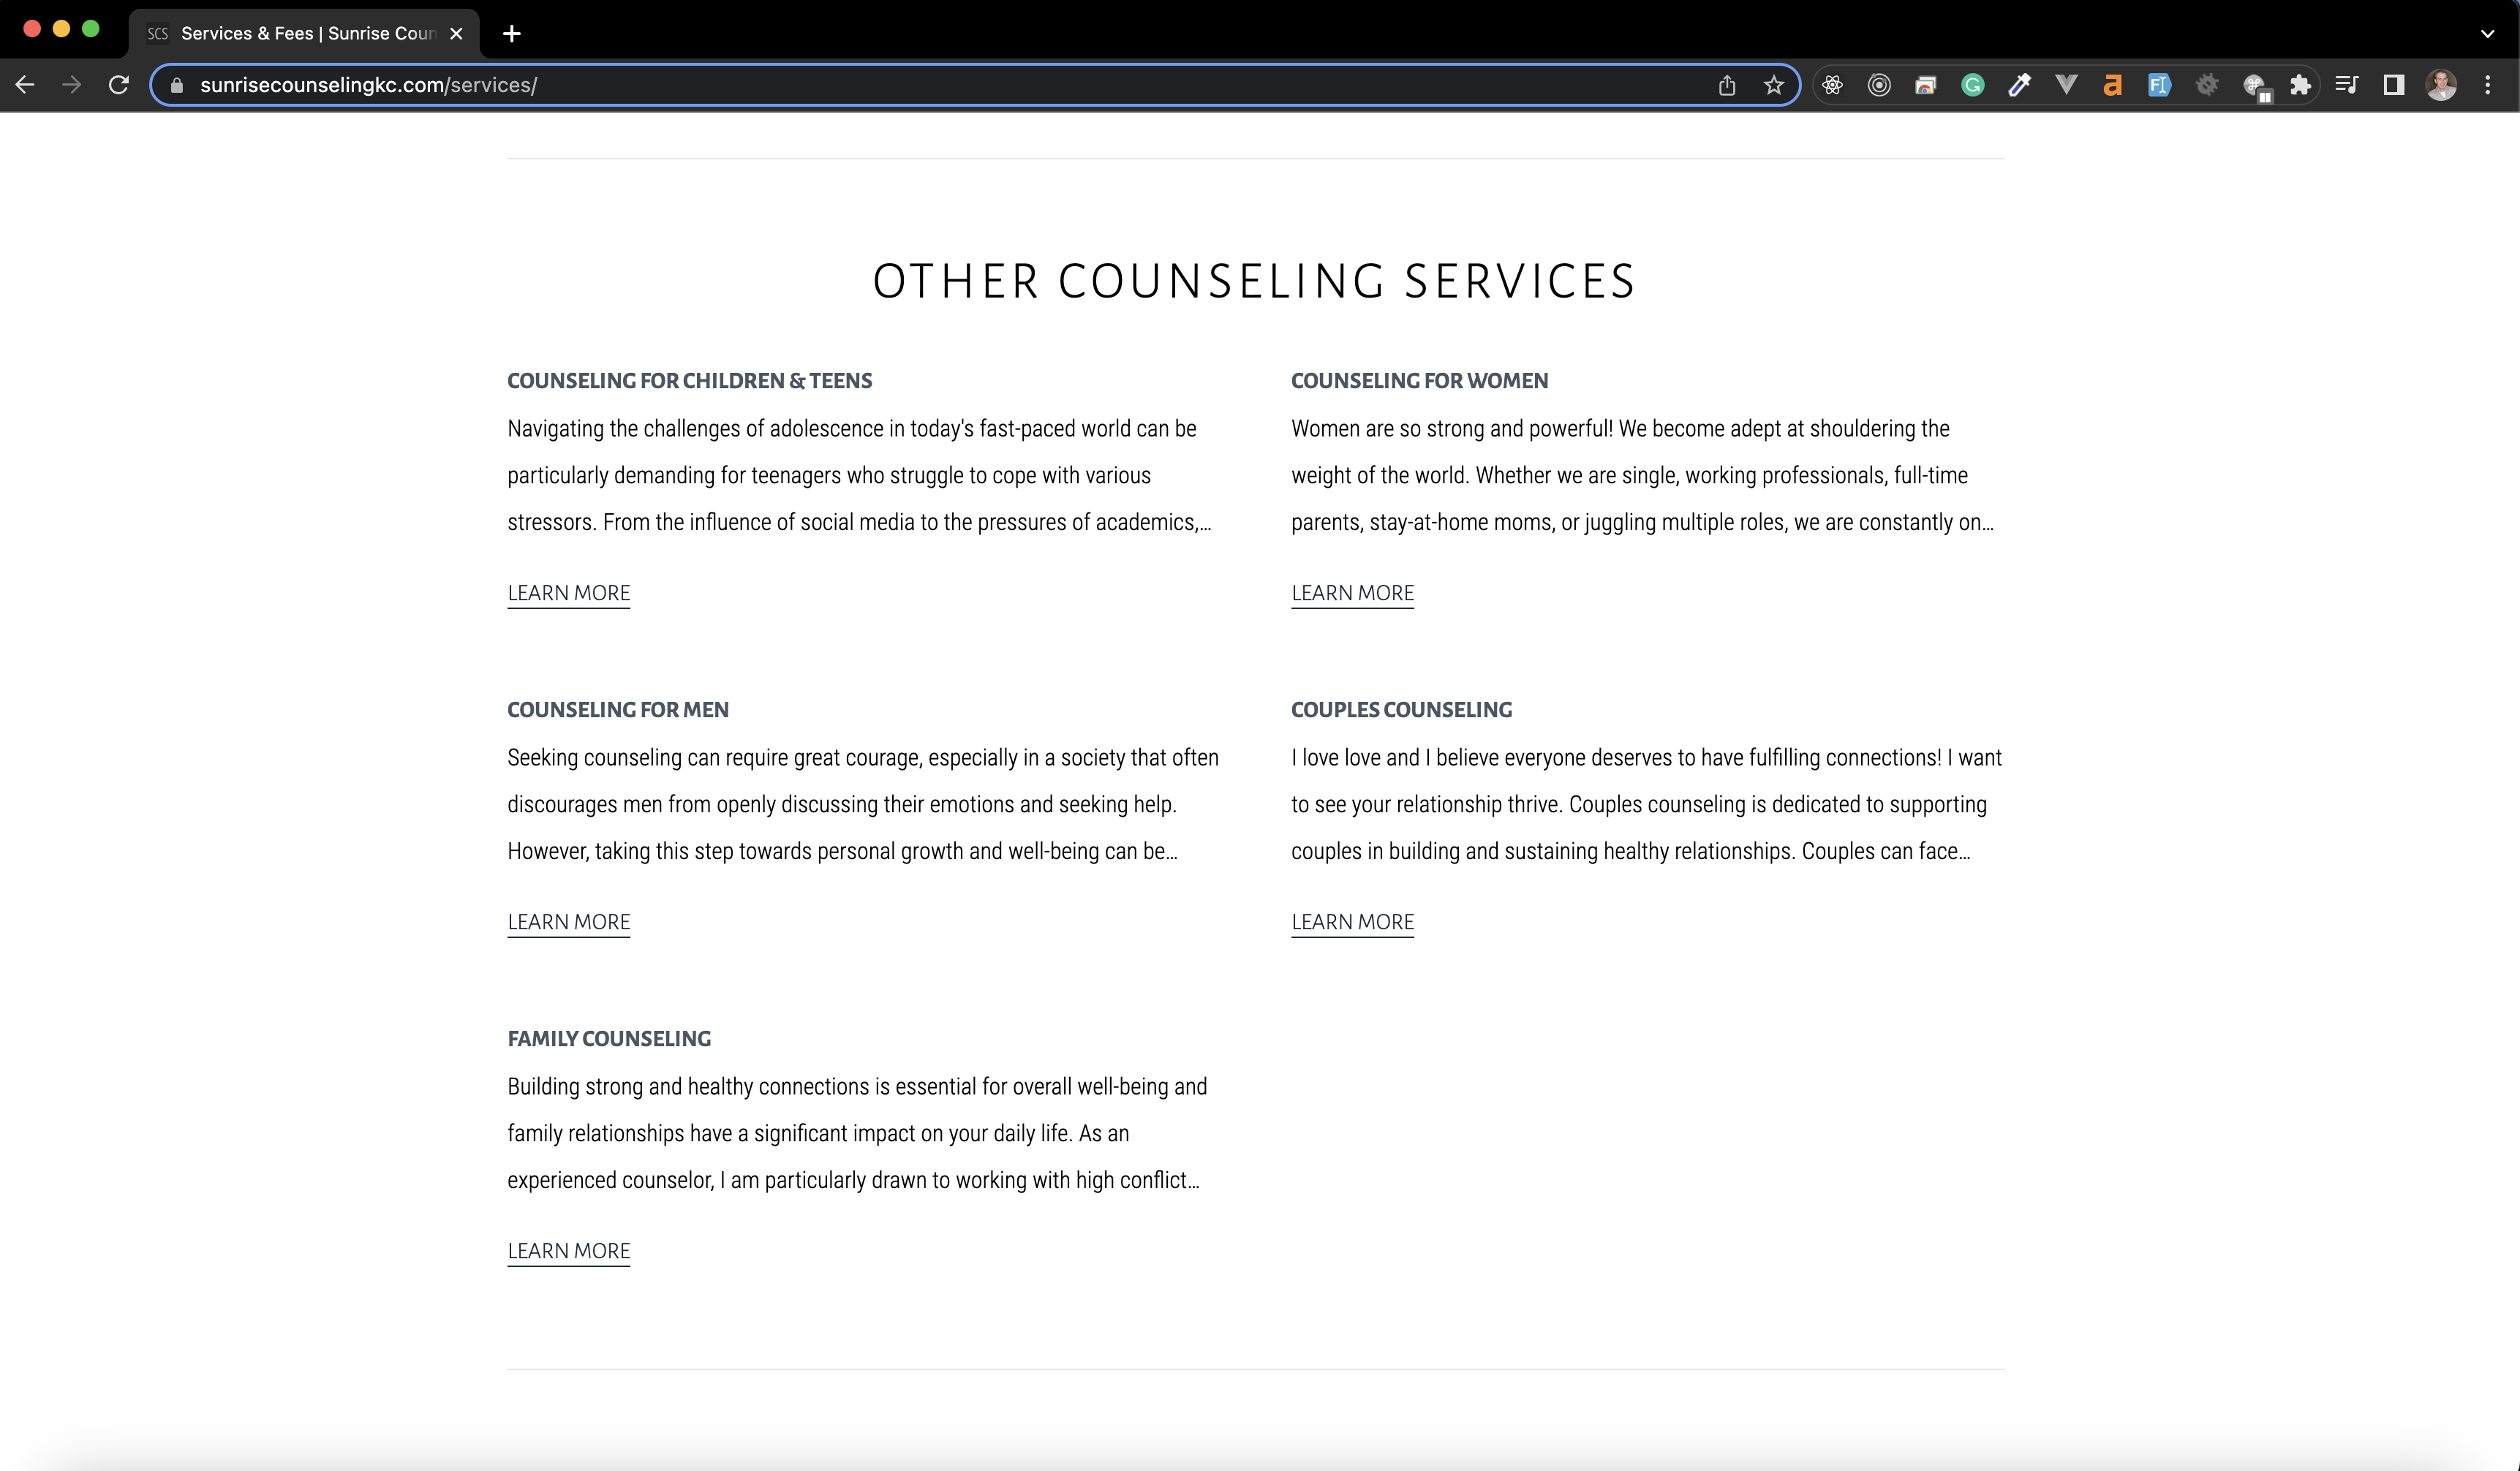 SCS Services & Fees | Sunrise Coun
sunrisecounselingkc.com/services/
OTHER COUNSELING SERVICES
COUNSELING FOR CHILDREN & TEENS
Navigating the challenges of adolescence in today's fast-paced world can be
particularly demanding for teenagers who struggle to cope with various
stressors. From the influence of social media to the pressures of academics,...
LEARN MORE
COUNSELING FOR WOMEN
Women are so strong and powerful! We become adept at shouldering the
weight of the world. Whether we are single, working professionals, full-time
parents, stay-at-home moms, or juggling multiple roles, we are constantly on...
LEARN MORE
COUNSELING FOR MEN
Seeking counseling can require great courage, especially in a society that often
discourages men from openly discussing their emotions and seeking help.
However, taking this step towards personal growth and well-being can be...
LEARN MORE
COUPLES COUNSELING
I love love and I believe everyone deserves to have fulfilling connections! I want
to see your relationship thrive. Couples counseling is dedicated to supporting
couples in building and sustaining healthy relationships. Couples can face...
LEARN MORE
FAMILY COUNSELING
Building strong and healthy connections is essential for overall well-being and
family relationships have a significant impact on your daily life. As an
experienced counselor, I am particularly drawn to working with high conflict...
LEARN MORE